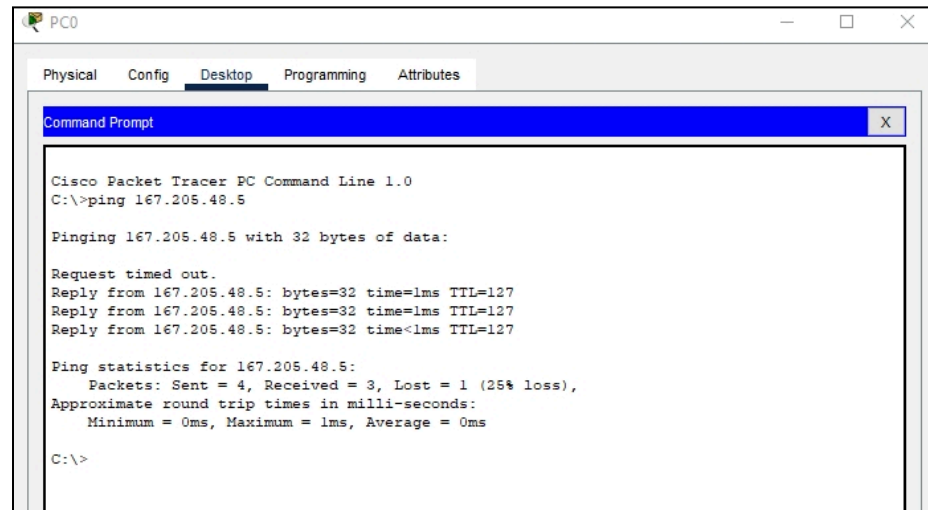 PC0
Physical Config Desktop Programming Attributes
Command Prompt X
Cisco Packet Tracer PC Command Line 1.0
C:\>ping 167.205.48.5
Pinging 167.205.48.5 with 32 bytes of data:
Request timed out.
Reply from 167.205.48.5: bytes=32 time=1ms TTL=127
Reply from 167.205.48.5: bytes=32 time=1ms TTL=127
Reply from 167.205.48.5: bytes=32 time<1ms TTL=127
Ping statistics for 167.205.48.5:
Packets: Sent = 4, Received = 3, Lost = 1 (25% loss),
Approximate round trip times in milli-seconds:
Minimum = 0ms, Maximum = 1ms, Average = 0ms
C:\>